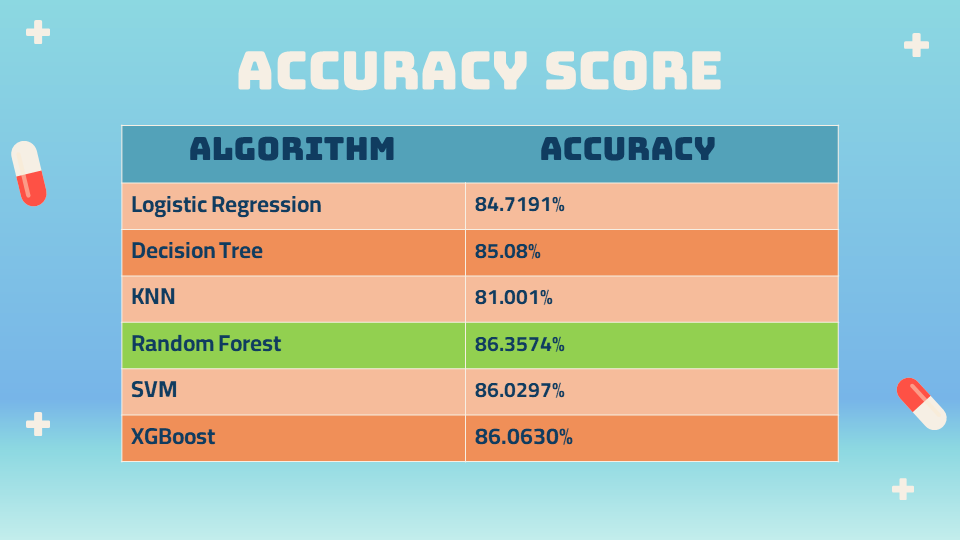 ACCURACY SCORE
ALGORITHM ACCURACY
Logistic Regression 84.7191%
Decision Tree 85.08%
KNN 81.001%
Random Forest 86.3574%
SVM 86.0297%
XGBoost 86.0630%